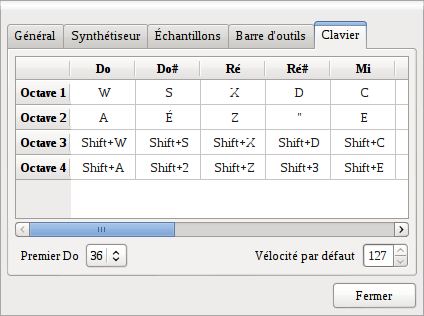 Général Synthétiseur Échantillons Barre d'outils Clavier
Do Do# Ré Ré# Mi
Octave 1 W S X D C
Octave 2 A É Z " E
Octave 3 Shift+W Shift+S Shift+X Shift+D Shift+C
Octave 4 Shift+A Shift+2 Shift+Z Shift+3 Shift+E
Premier Do 36 Vélocité par défaut 127
Fermer